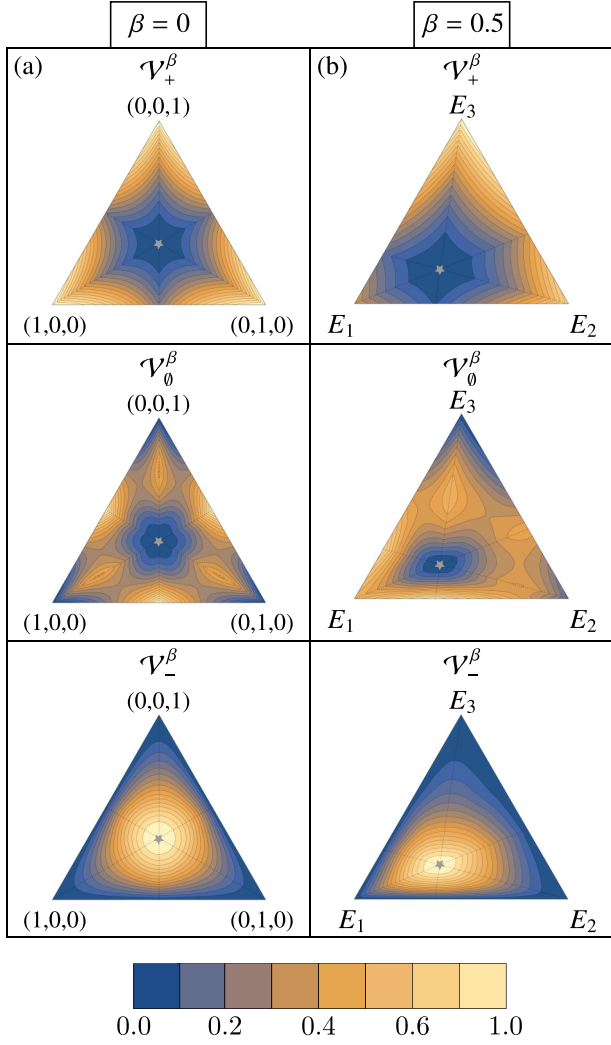 β = 0 β = 0.5
(a) 𝒱₊^β (b) 𝒱₊^β
(0,0,1) E₃
(1,0,0) (0,1,0) E₁ E₂
𝒱_∅^β 𝒱_∅^β
(0,0,1) E₃
(1,0,0) (0,1,0) E₁ E₂
𝒱₋^β 𝒱₋^β
(0,0,1) E₃
(1,0,0) (0,1,0) E₁ E₂
0.0 0.2 0.4 0.6 1.0